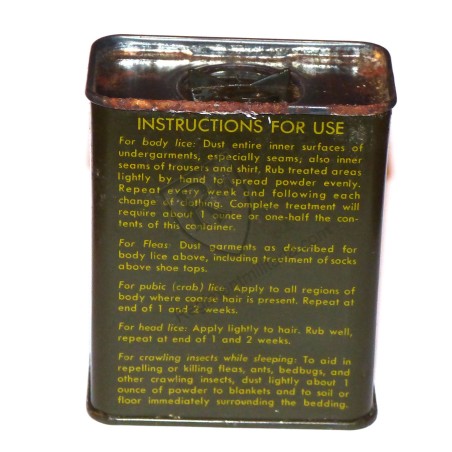 INSTRUCTIONS FOR USE
For body lice: Dust entire inner surfaces of
undergarments, especially seams; also inner
seams of trousers and shirt. Rub treated areas
lightly by hand to spread powder evenly.
Repeat every week and following each
change of clothing. Complete treatment will
require about 1 ounce or one-half the con-
tents of this container.
For Fleas: Dust garments as described for
body lice above, including treatment of socks
above shoe tops.
For pubic (crab) lice: Apply to all regions of
body where coarse hair is present. Repeat at
end of 1 and 2 weeks.
For head lice: Apply lightly to hair. Rub well,
repeat at end of 1 and 2 weeks.
For crawling insects while sleeping: To aid in
repelling or killing fleas, ants, bedbugs, and
other crawling insects, dust lightly about 1
ounce of powder to blankets and to soil or
floor immediately surrounding the bedding.